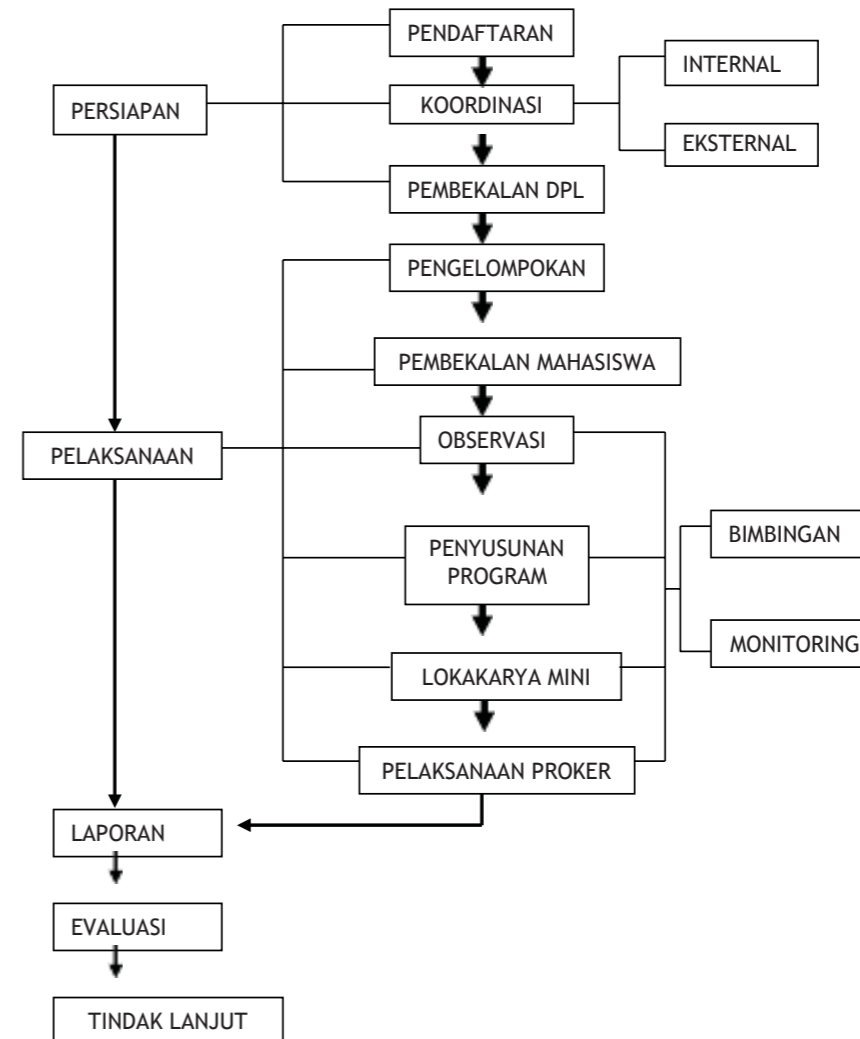 PENDAFTARAN
INTERNAL
PERSIAPAN
KOORDINASI
EKSTERNAL
PEMBEKALAN DPL
PENGELOMPOKAN
PEMBEKALAN MAHASISWA
PELAKSANAAN
OBSERVASI
PENYUSUNAN
PROGRAM
BIMBINGAN
MONITORING
LOKAKARYA MINI
PELAKSANAAN PROKER
LAPORAN
EVALUASI
TINDAK LANJUT